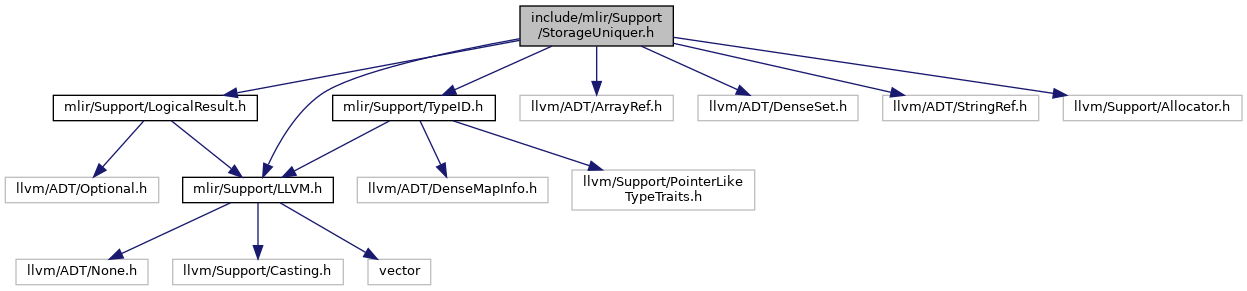 include/mlir/Support
/StorageUniquer.h
mlir/Support/LogicalResult.h
mlir/Support/TypeID.h
llvm/ADT/ArrayRef.h
llvm/ADT/DenseSet.h
llvm/ADT/StringRef.h
llvm/Support/Allocator.h
llvm/ADT/Optional.h
mlir/Support/LLVM.h
llvm/ADT/DenseMapInfo.h
llvm/Support/PointerLike
TypeTraits.h
llvm/ADT/None.h
llvm/Support/Casting.h
vector